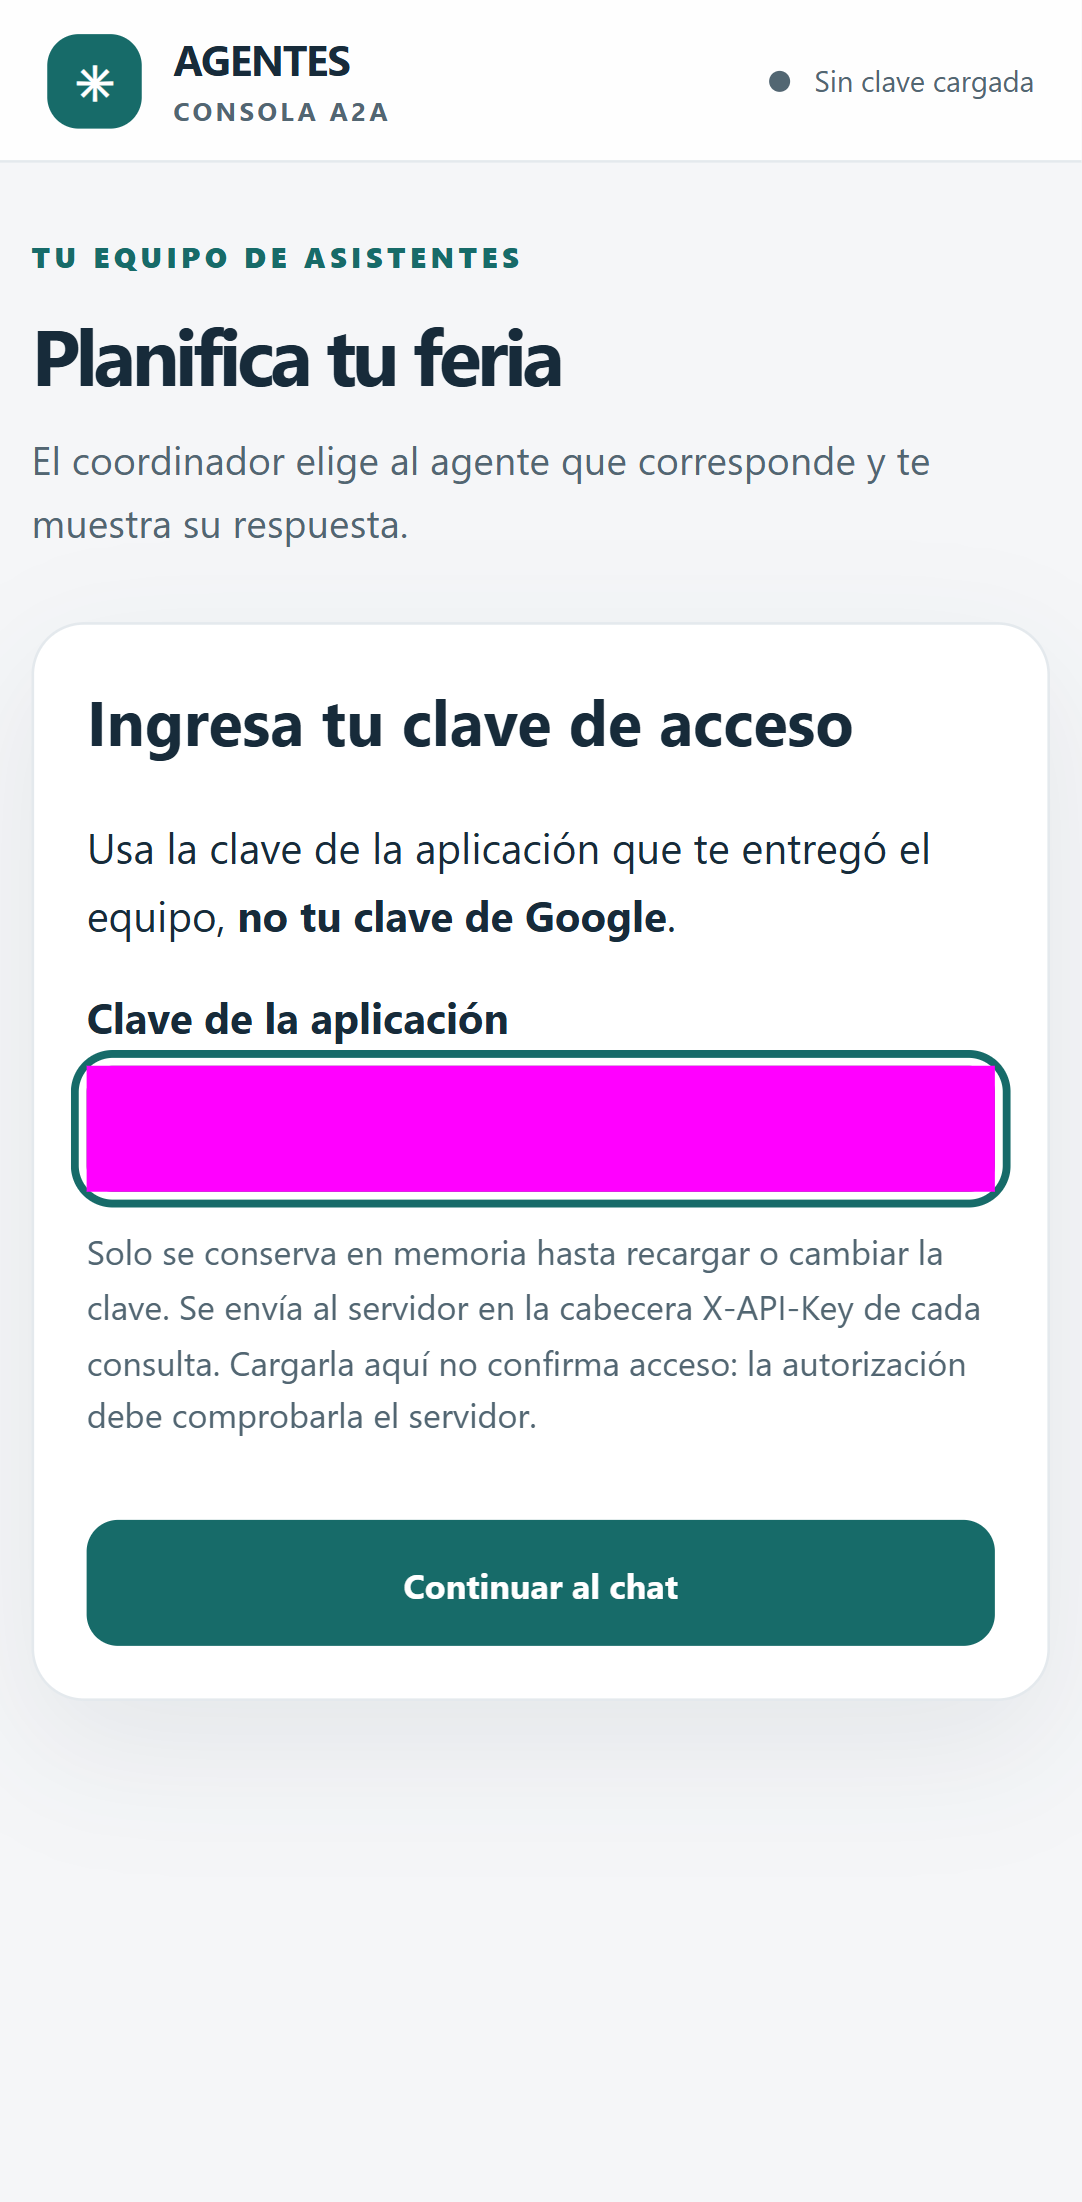 AGENTES
CONSOLA A2A
Sin clave cargada
TU EQUIPO DE ASISTENTES
Planifica tu feria
El coordinador elige al agente que corresponde y te
muestra su respuesta.
Ingresa tu clave de acceso
Usa la clave de la aplicación que te entregó el
equipo, no tu clave de Google.
Clave de la aplicación
Solo se conserva en memoria hasta recargar o cambiar la
clave. Se envía al servidor en la cabecera X-API-Key de cada
consulta. Cargarla aquí no confirma acceso: la autorización
debe comprobarla el servidor.
Continuar al chat